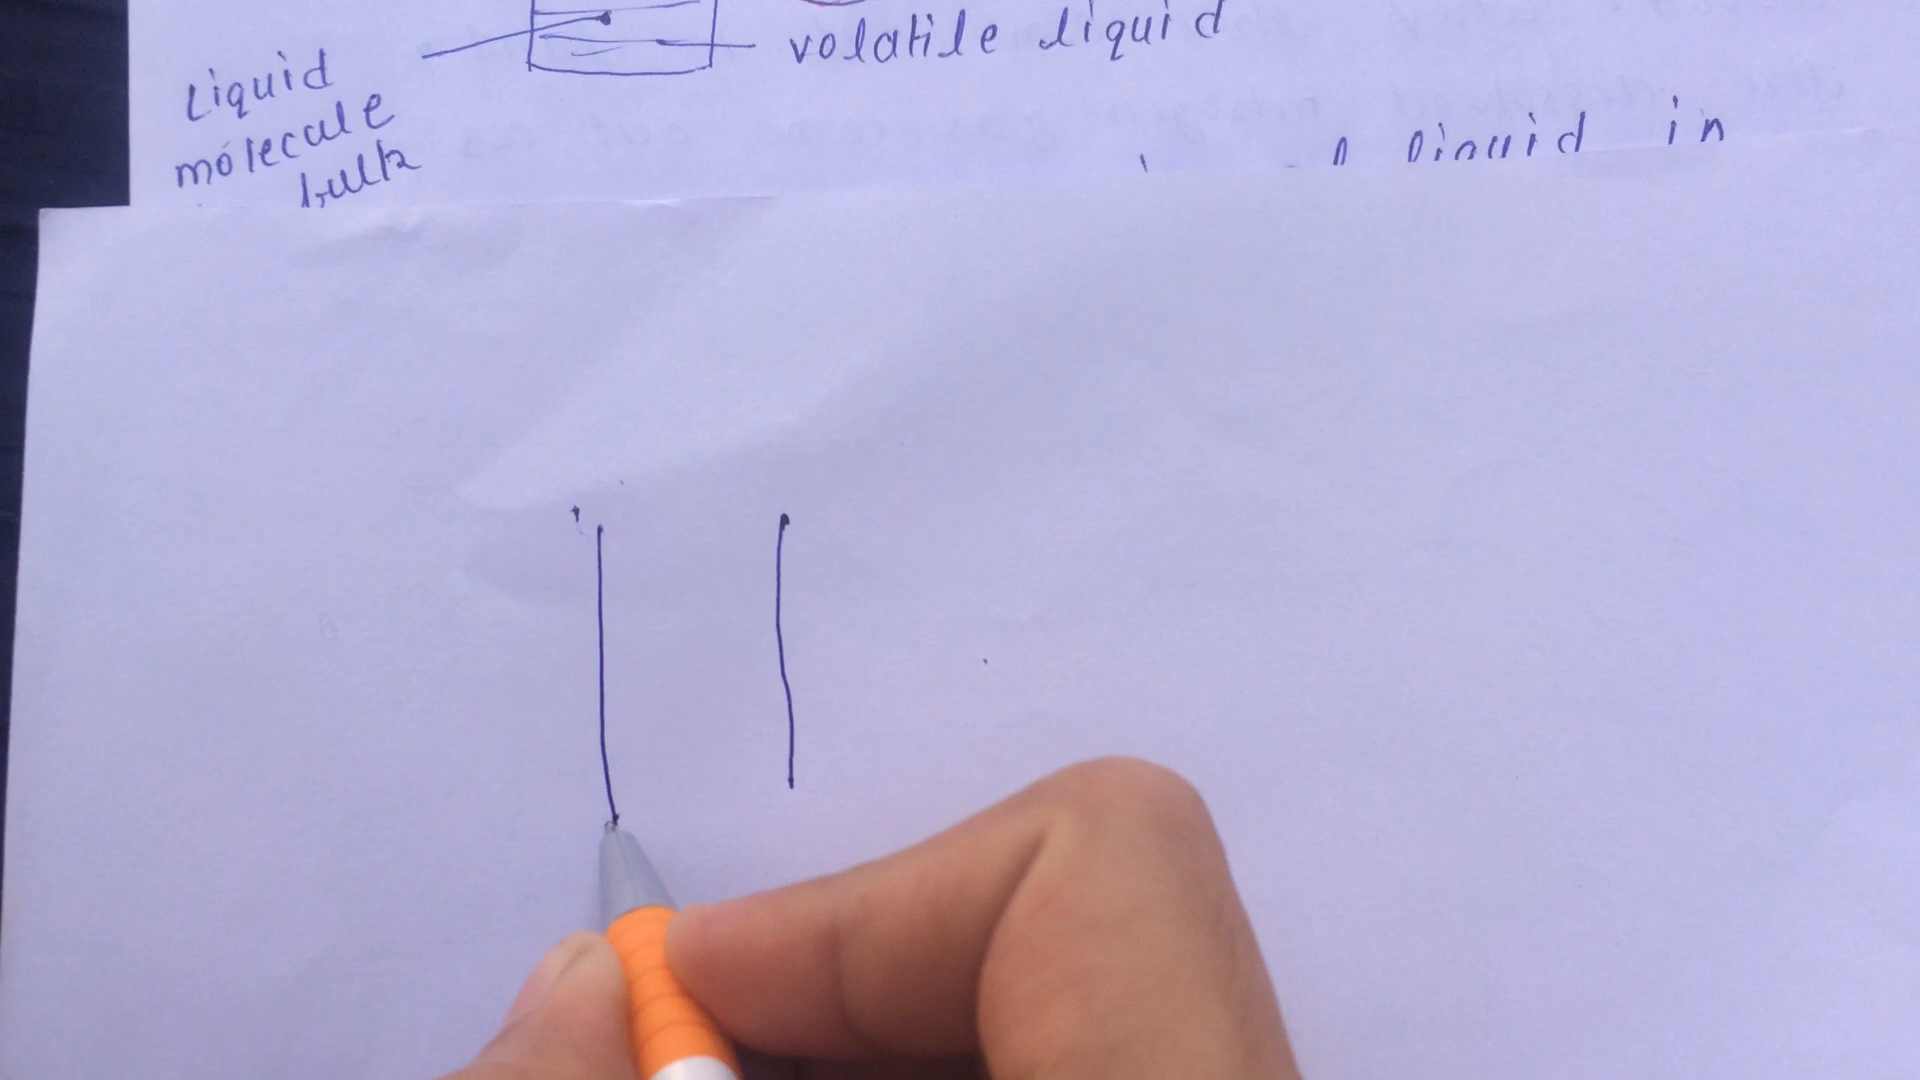 volatile liquid
Liquid
molecule
bulk
liquid in